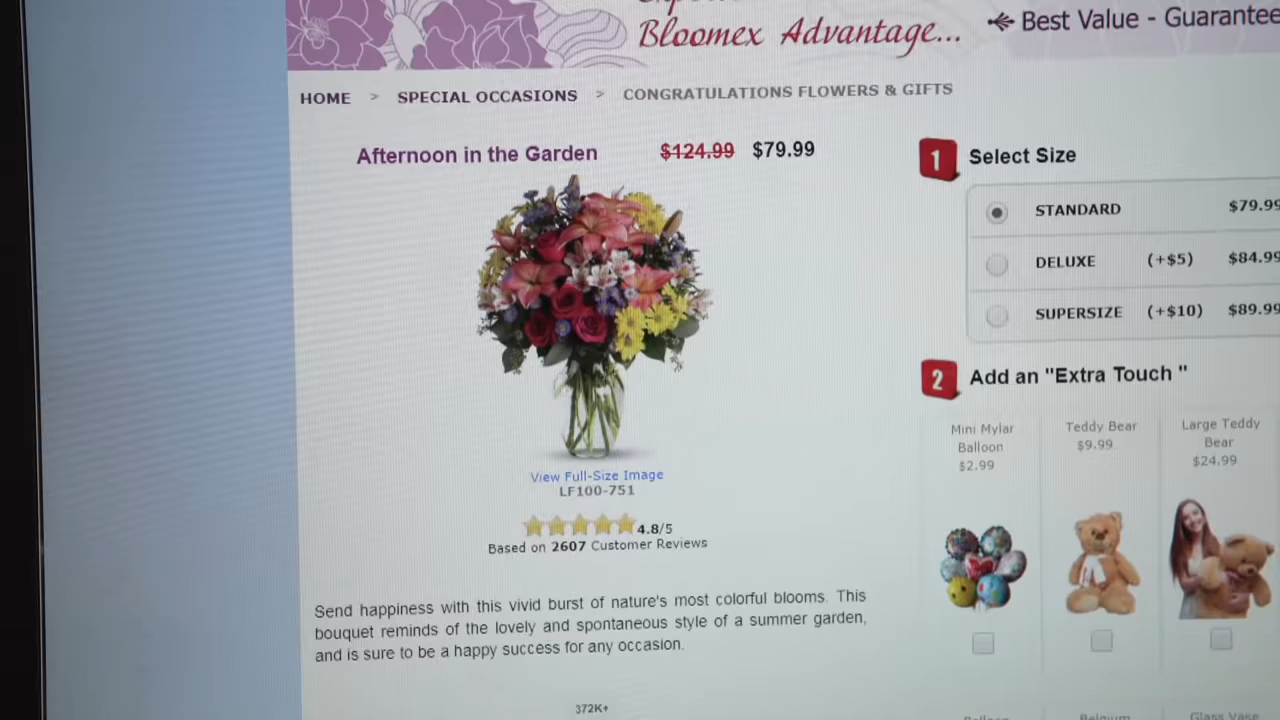 Bloomex Advantage...
Best Value - Guarantee
HOME > SPECIAL OCCASIONS > CONGRATULATIONS FLOWERS & GIFTS
Afternoon in the Garden $124.99 $79.99
View Full-Size Image
LF100-751
4.8/5
Based on 2607 Customer Reviews
Send happiness with this vivid burst of nature's most colorful blooms. This
bouquet reminds of the lovely and spontaneous style of a summer garden,
and is sure to be a happy success for any occasion.
372K+
1 Select Size
STANDARD $79.99
DELUXE (+$5) $84.99
SUPERSIZE (+$10) $89.99
2 Add an "Extra Touch "
Mini Mylar
Balloon
$2.99
Teddy Bear
$9.99
Large Teddy
Bear
$24.99